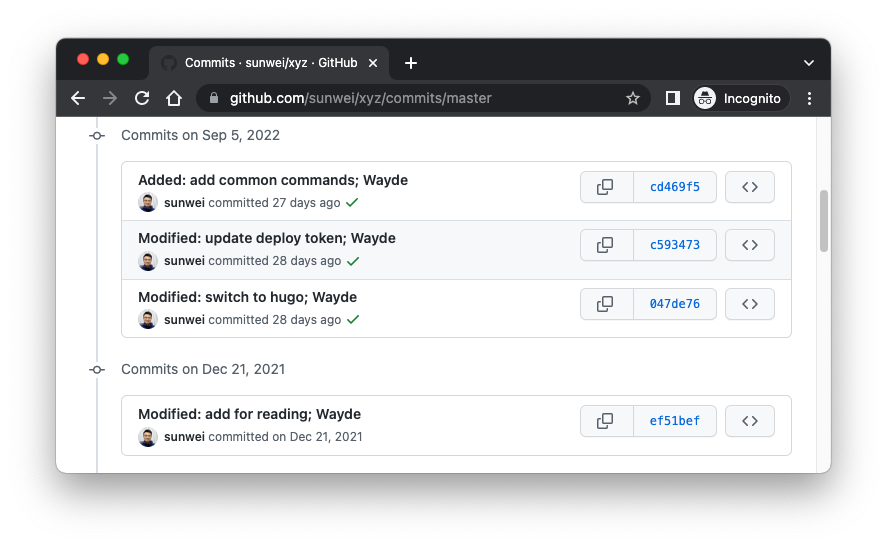 Commits · sunwei/xyz · GitHub
github.com/sunwei/xyz/commits/master
Incognito
Commits on Sep 5, 2022
Added: add common commands; Wayde
cd469f5
sunwei committed 27 days ago
Modified: update deploy token; Wayde
c593473
sunwei committed 28 days ago
Modified: switch to hugo; Wayde
047de76
sunwei committed 28 days ago
Commits on Dec 21, 2021
Modified: add for reading; Wayde
ef51bef
sunwei committed on Dec 21, 2021